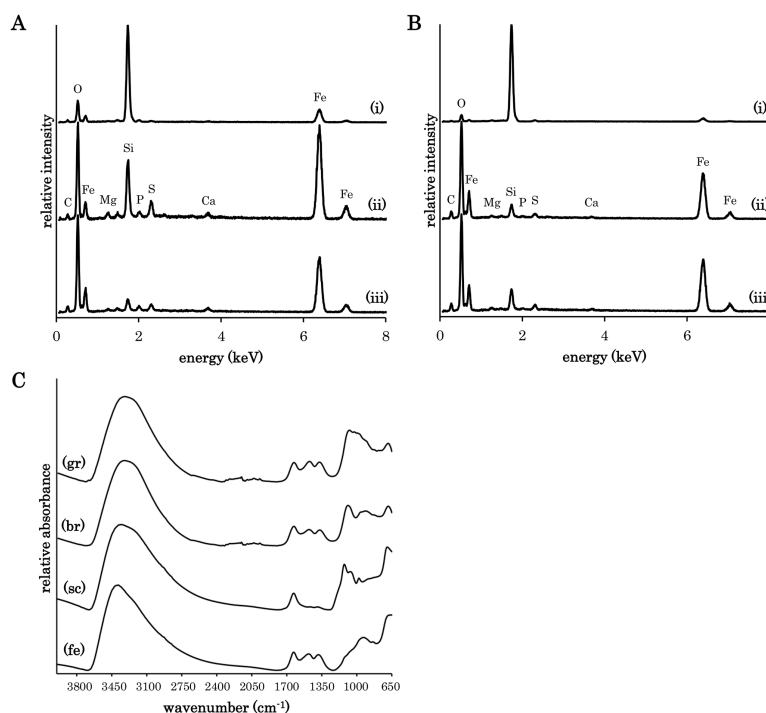 A
B
relative intensity
O
Si
Fe
(i)
C
Fe
Mg
P
S
Ca
Fe
(ii)
(iii)
0
2
4
6
8
energy (keV)
relative intensity
O
(i)
C
Fe
Mg
Si
P
S
Ca
Fe
Fe
(ii)
(iii
0
2
4
6
energy (keV)
C
relative absorbance
(gr)
(br)
(sc)
(fe)
3800 3450 3100 2750 2400 2050 1700 1350 1000 650
wavenumber (cm⁻¹)